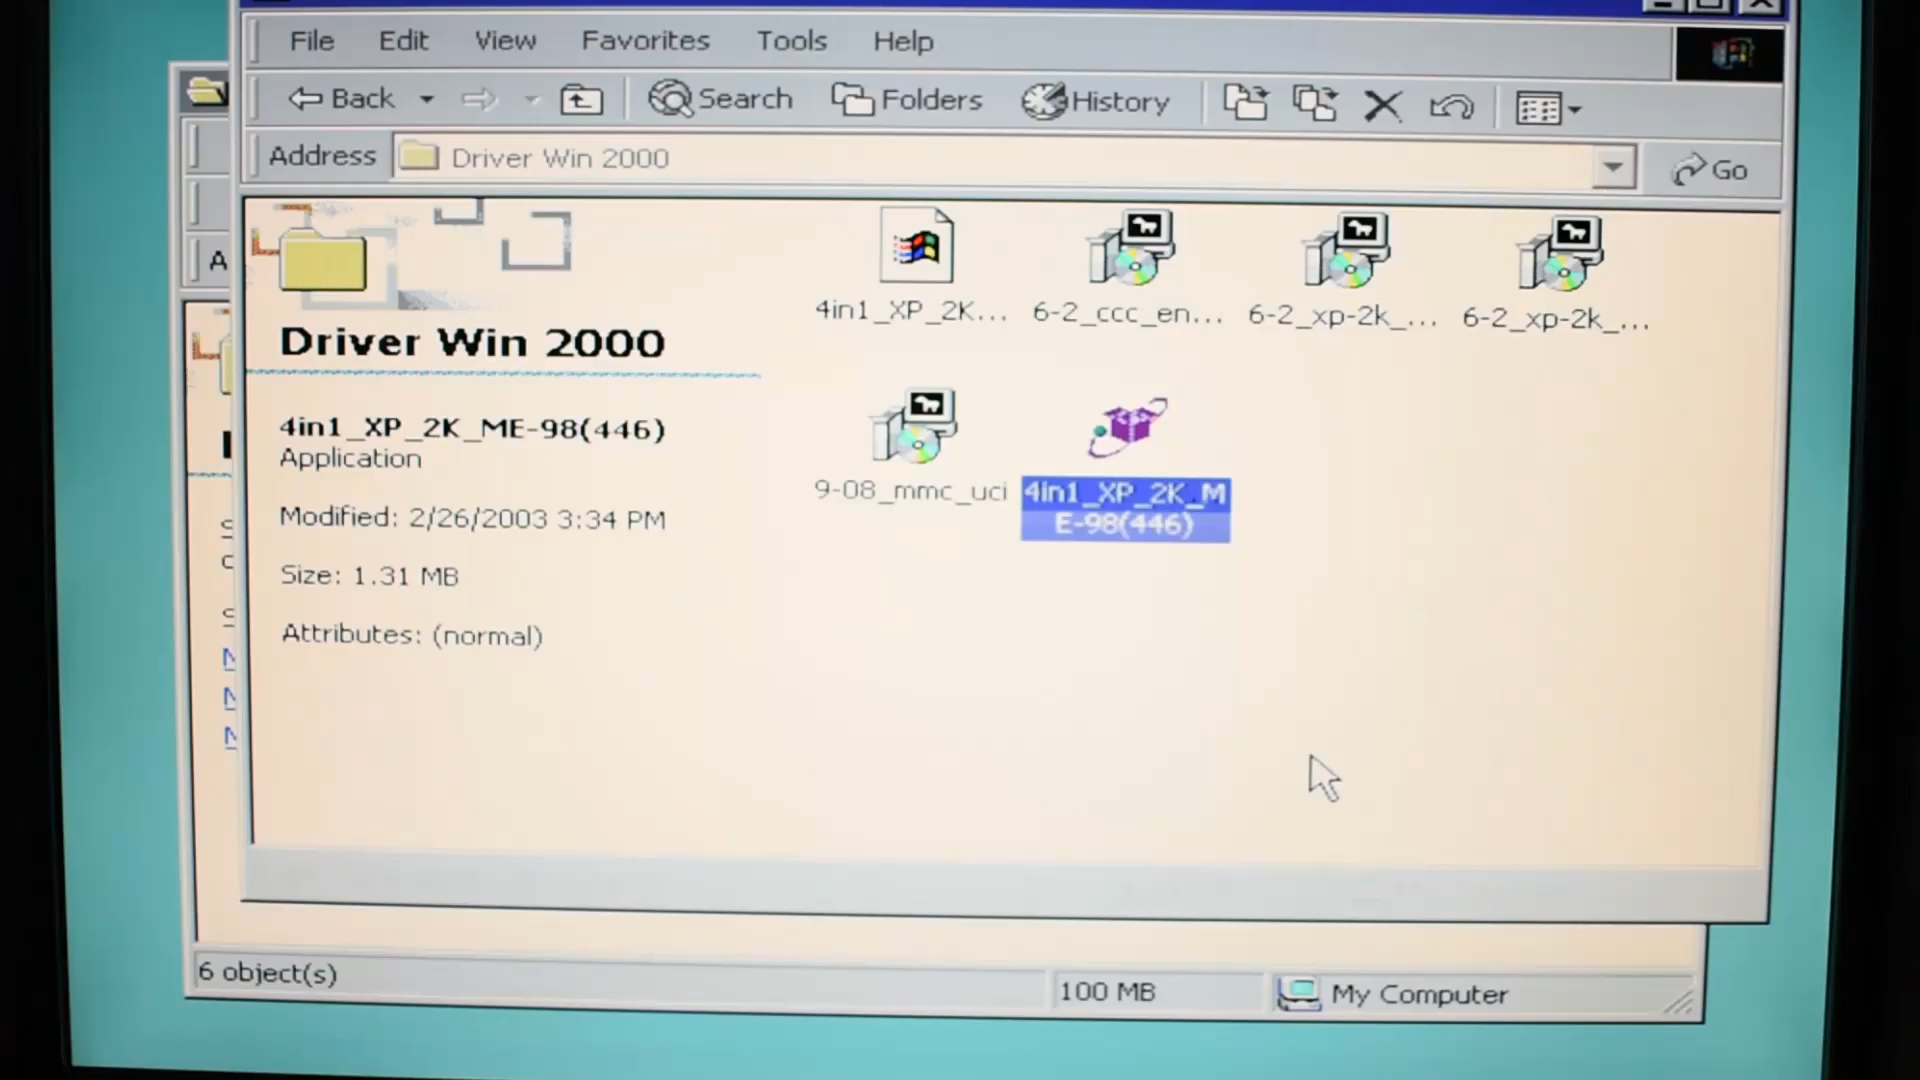 File Edit View Favorites Tools Help
Back Search Folders History
Address Driver Win 2000 Go
Driver Win 2000
4in1_XP_2K_ME-98(446)
Application
Modified: 2/26/2003 3:34 PM
Size: 1.31 MB
Attributes: (normal)
4in1_XP_2K...
6-2_ccc_en...
6-2_xp-2k_...
6-2_xp-2k_...
9-08_mmc_uci
4in1_XP_2K_M
E-98(446)
6 object(s) 100 MB My Computer